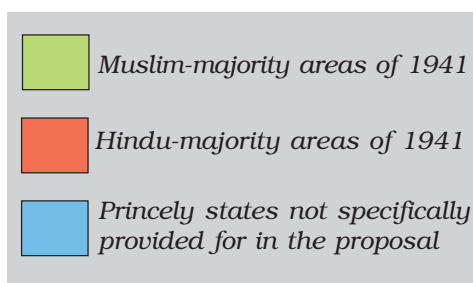 Muslim-majority areas of 1941
Hindu-majority areas of 1941
Princely states not specifically
provided for in the proposal